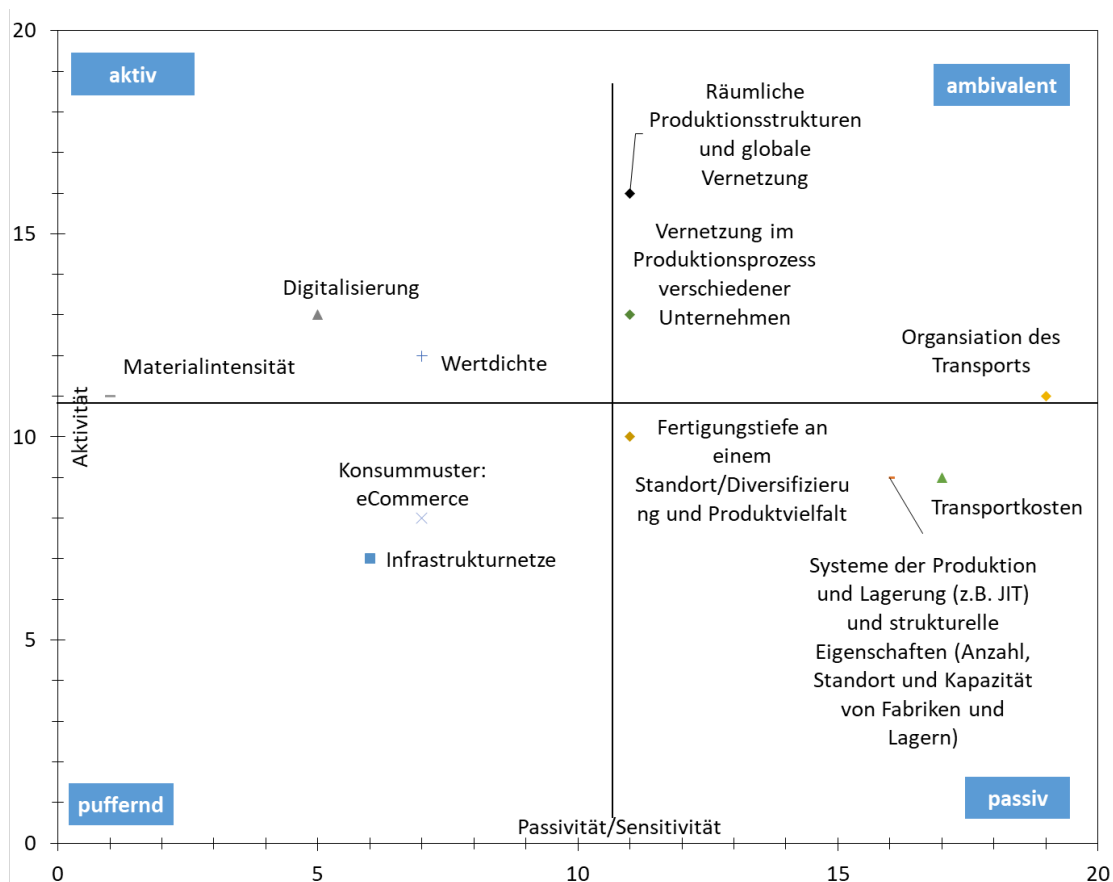 20
aktiv
ambivalent
Räumliche
Produktionsstrukturen
und globale
Vernetzung
15
Vernetzung im
Produktionsprozess
verschiedener
Unternehmen
Digitalisierung
Organsiation des
Transports
Materialintensität
Wertdichte
Aktivität
10
Fertigungstiefe an
einem
Standort/Diversifizieru
ng und Produktvielfalt
Konsummuster:
eCommerce
Transportkosten
Infrastrukturnetze
Systeme der Produktion
und Lagerung (z.B. JIT)
und strukturelle
Eigenschaften (Anzahl,
Standort und Kapazität
von Fabriken und
Lagern)
5
puffernd
passiv
Passivität/Sensitivität
0
0
5
10
15
20